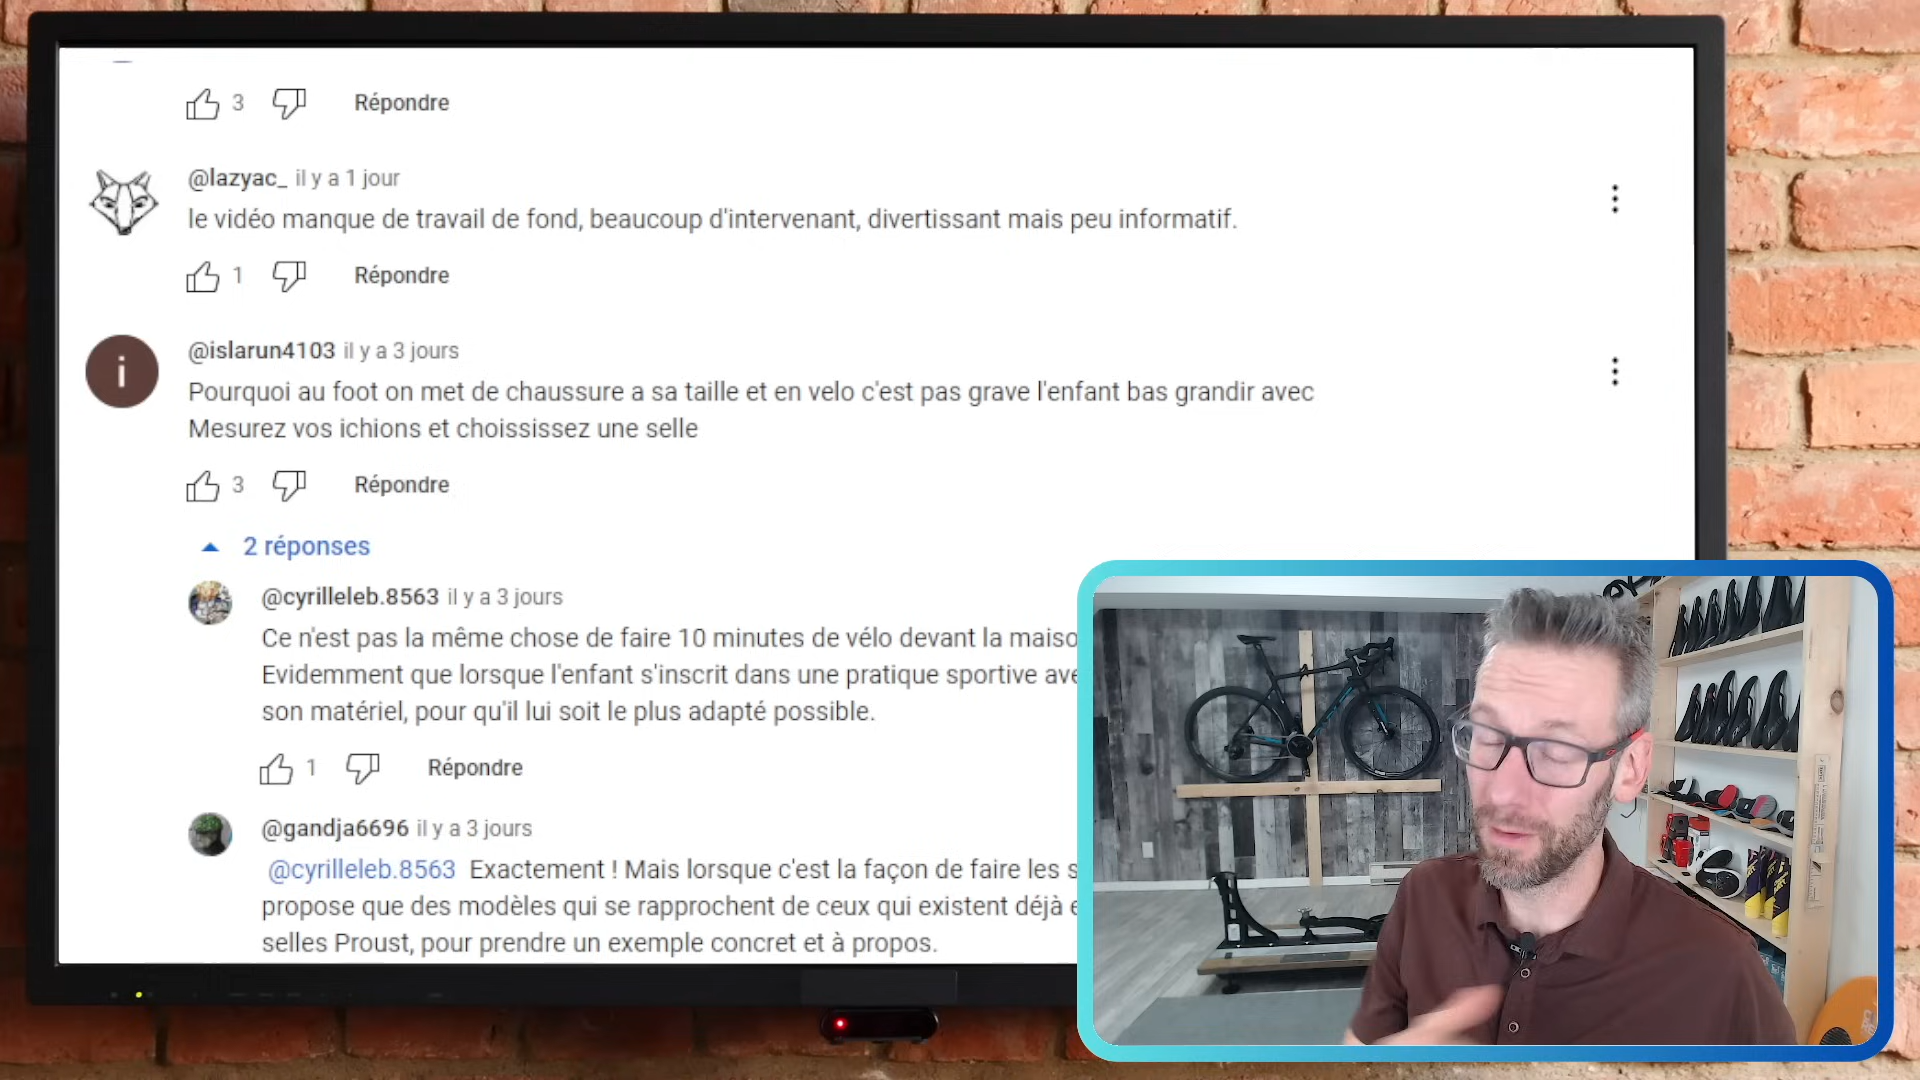 3 Répondre
@lazyac_ il y a 1 jour
le vidéo manque de travail de fond, beaucoup d'intervenant, divertissant mais peu informatif.
1 Répondre
i
@islarun4103 il y a 3 jours
Pourquoi au foot on met de chaussure a sa taille et en velo c'est pas grave l'enfant bas grandir avec
Mesurez vos ichions et choississez une selle
3 Répondre
2 réponses
@cyrilleleb.8563 il y a 3 jours
Ce n'est pas la même chose de faire 10 minutes de vélo devant la maiso
Evidemment que lorsque l'enfant s'inscrit dans une pratique sportive ave
son matériel, pour qu'il lui soit le plus adapté possible.
1 Répondre
@gandja6696 il y a 3 jours
@cyrilleleb.8563 Exactement ! Mais lorsque c'est la façon de faire les s
propose que des modèles qui se rapprochent de ceux qui existent déjà e
selles Proust, pour prendre un exemple concret et à propos.